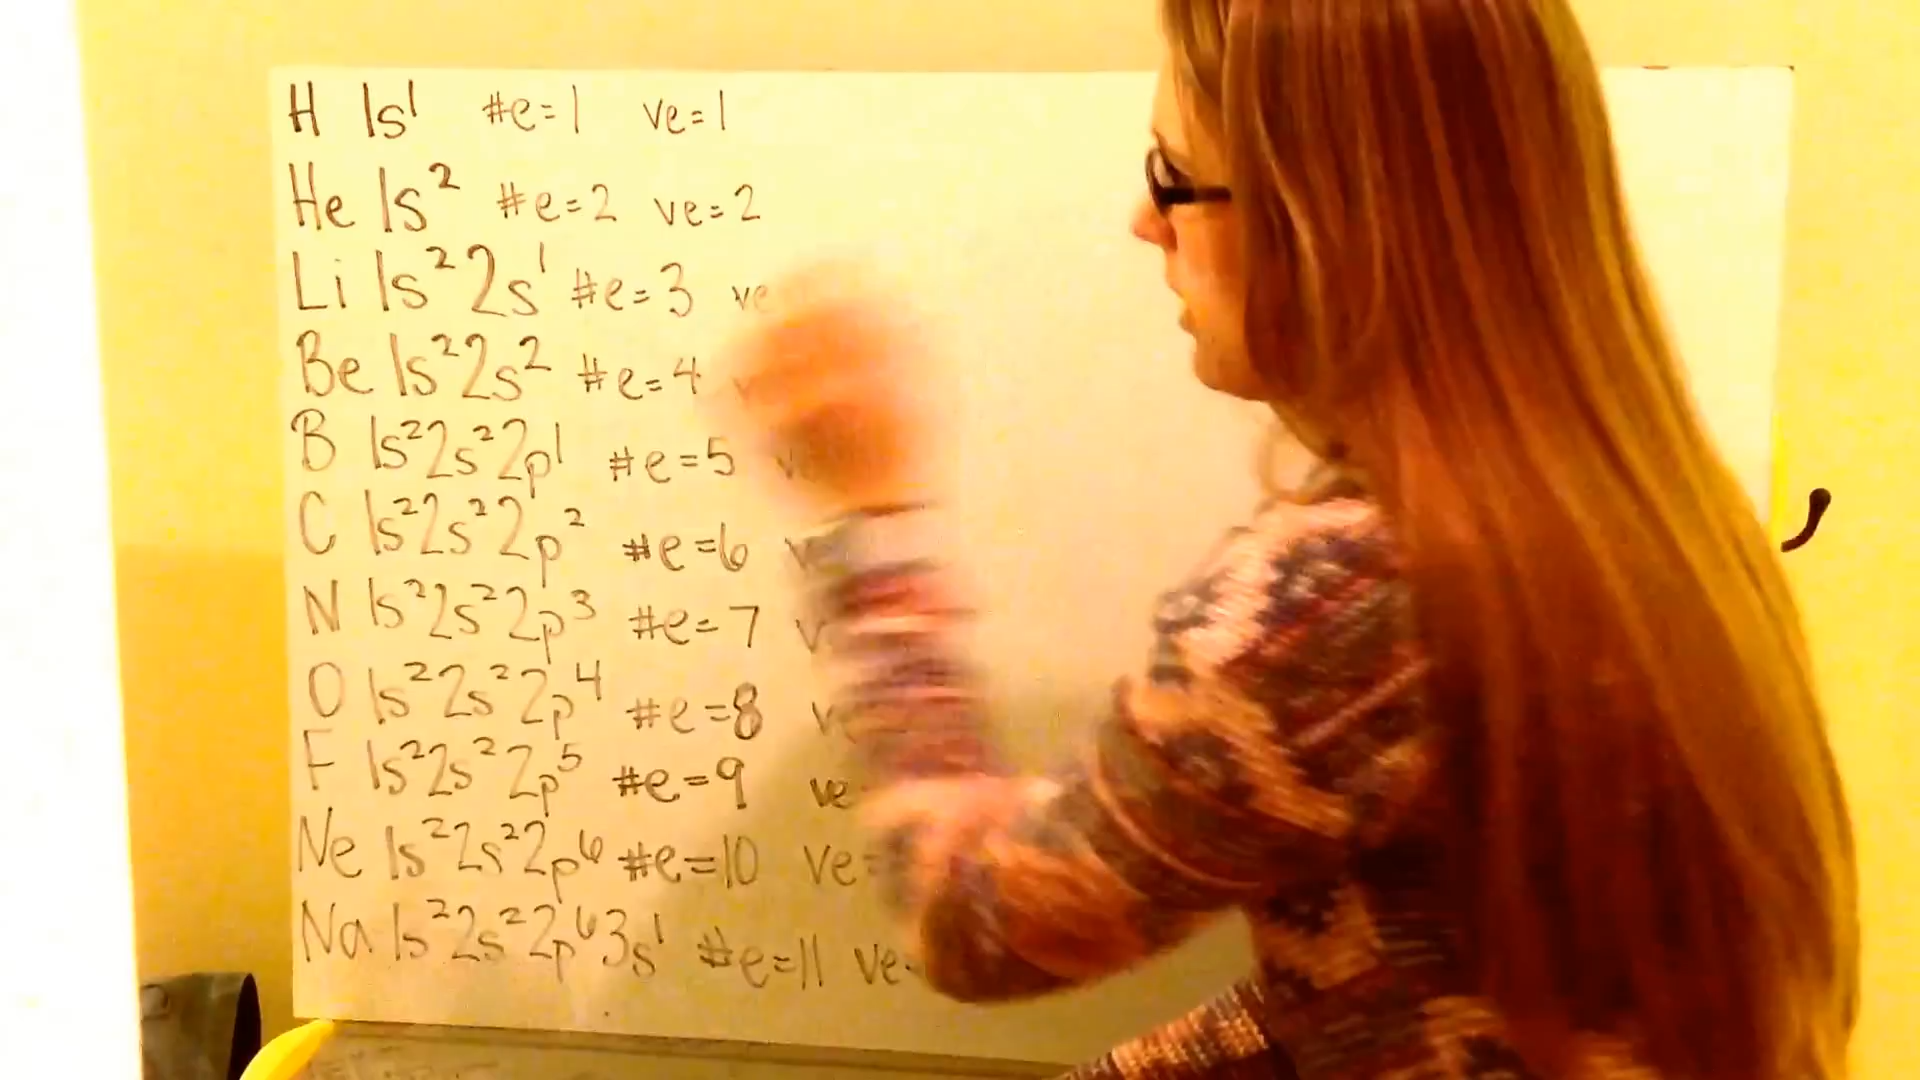 H 1s¹ #e=1 ve=1
He 1s² #e=2 ve=2
Li 1s²2s¹ #e=3 ve
Be 1s²2s² #e=4
B 1s²2s²2p¹ #e=5
C 1s²2s²2p² #e=6
N 1s²2s²2p³ #e=7
O 1s²2s²2p⁴ #e=8
F 1s²2s²2p⁵ #e=9 ve
Ne 1s²2s²2p⁶ #e=10 ve=
Na 1s²2s²2p⁶3s¹ #e=11 ve